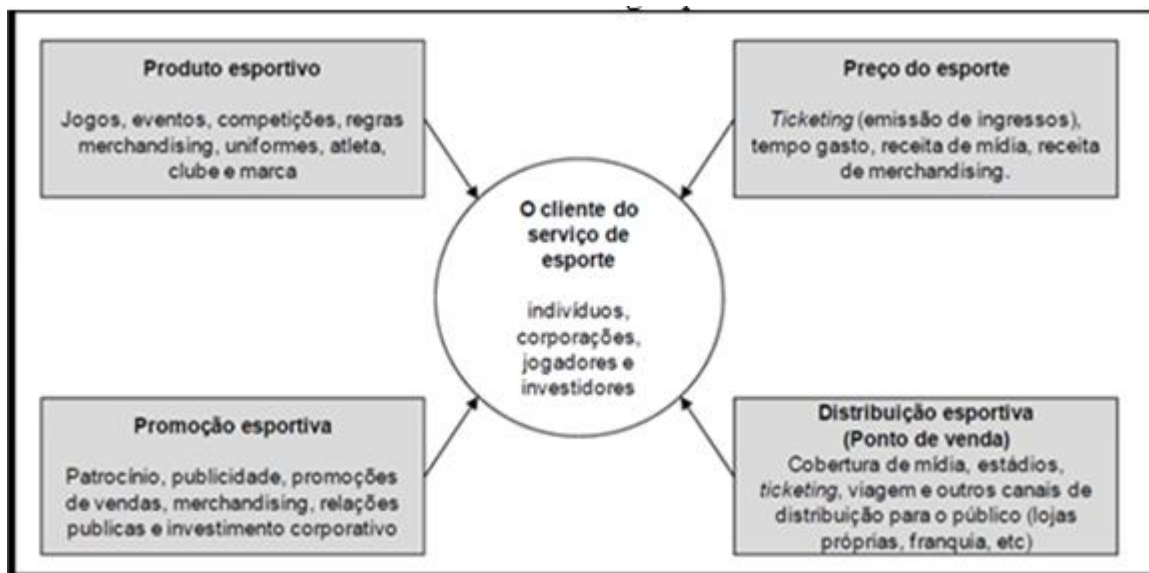 Produto esportivo
Jogos, eventos, competições, regras
merchandising, uniformes, atleta,
clube e marca
Preço do esporte
Ticketing (emissão de ingressos),
tempo gasto, receita de mídia, receita
de merchandising.
O cliente do
serviço de
esporte
indivíduos,
corporações,
jogadores e
investidores
Promoção esportiva
Patrocínio, publicidade, promoções
de vendas, merchandising, relações
publicas e investimento corporativo
Distribuição esportiva
(Ponto de venda)
Cobertura de mídia, estádios,
ticketing, viagem e outros canais de
distribuição para o público (lojas
próprias, franquia, etc)